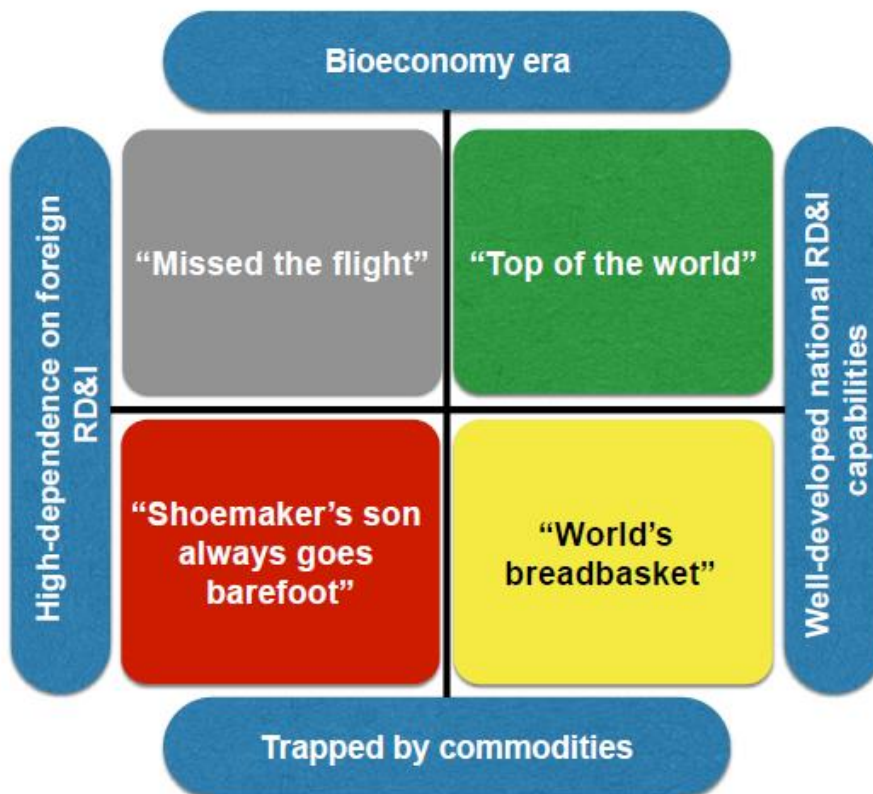 Bioeconomy era
High-dependence on foreign
RD&I
“Missed the flight”
“Top of the world”
Well-developed national RD&I
capabilities
“Shoemaker’s son
always goes
barefoot”
“World’s
breadbasket”
Trapped by commodities